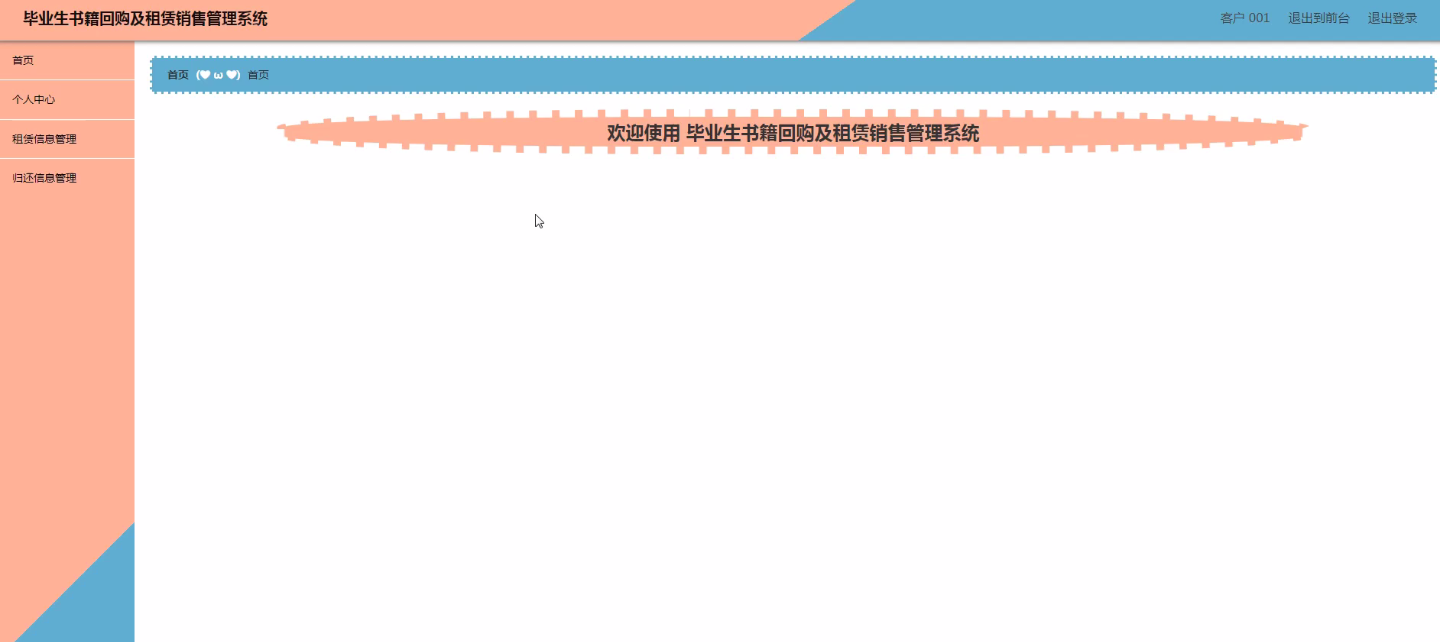 毕业生书籍回购及租赁销售管理系统
客户 001 退出到前台 退出登录
首页
个人中心
租赁信息管理
归还信息管理
首页 (♥ω♥) 首页
欢迎使用 毕业生书籍回购及租赁销售管理系统